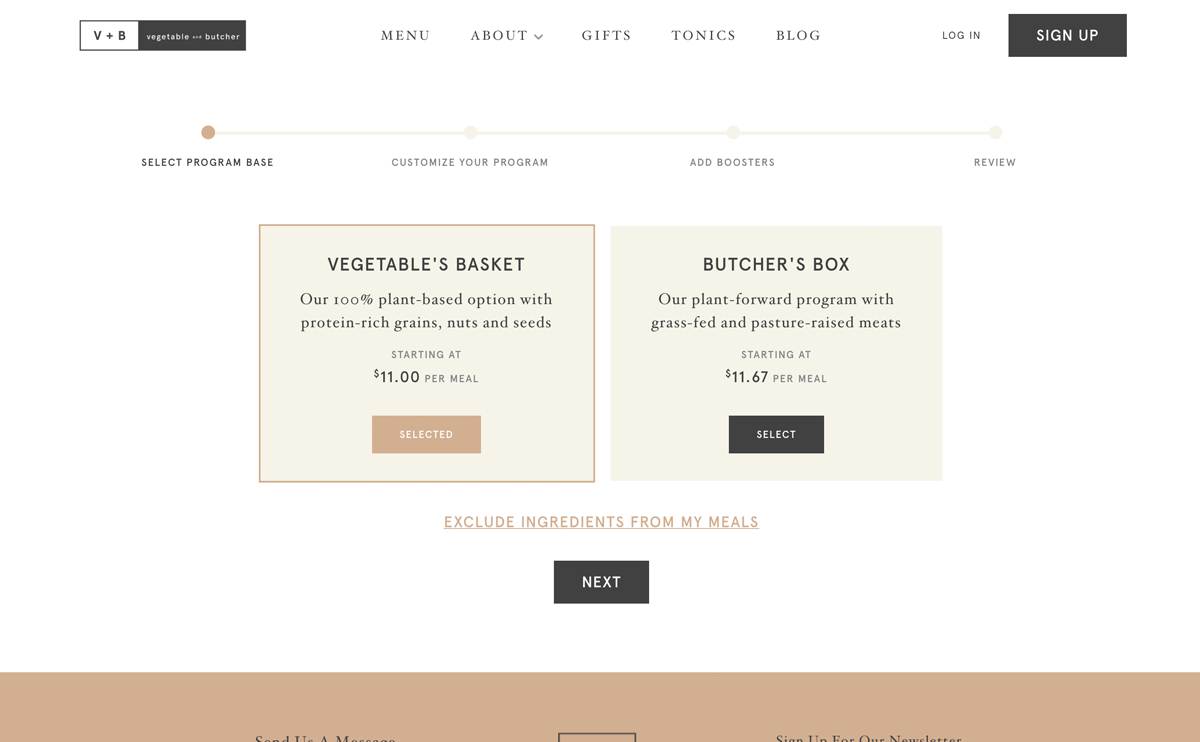 V + B vegetable and butcher
MENU ABOUT GIFTS TONICS BLOG LOG IN SIGN UP
SELECT PROGRAM BASE CUSTOMIZE YOUR PROGRAM ADD BOOSTERS REVIEW
VEGETABLE'S BASKET
Our 100% plant-based option with
protein-rich grains, nuts and seeds
STARTING AT
$11.00 PER MEAL
SELECTED
BUTCHER'S BOX
Our plant-forward program with
grass-fed and pasture-raised meats
STARTING AT
$11.67 PER MEAL
SELECT
EXCLUDE INGREDIENTS FROM MY MEALS
NEXT
Send Us A Message
Sign Up For Our Newsletter